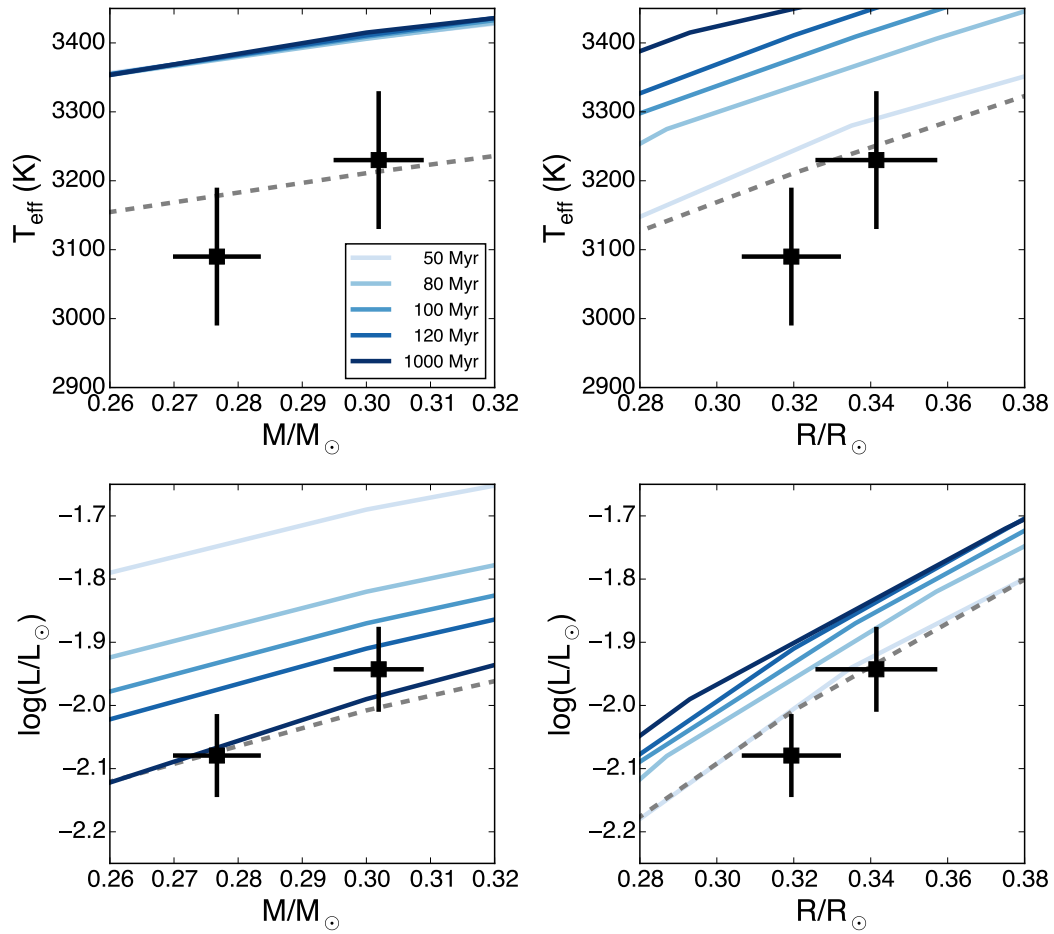 3400
3300
3200
3100
3000
2900
T_eff (K)
0.26 0.27 0.28 0.29 0.30 0.31 0.32
M/M⊙
50 Myr
80 Myr
100 Myr
120 Myr
1000 Myr
3400
3300
3200
3100
3000
2900
T_eff (K)
0.28 0.30 0.32 0.34 0.36 0.38
R/R⊙
−1.7
−1.8
−1.9
−2.0
−2.1
−2.2
log(L/L⊙)
0.26 0.27 0.28 0.29 0.30 0.31 0.32
M/M⊙
−1.7
−1.8
−1.9
−2.0
−2.1
−2.2
log(L/L⊙)
0.28 0.30 0.32 0.34 0.36 0.38
R/R⊙